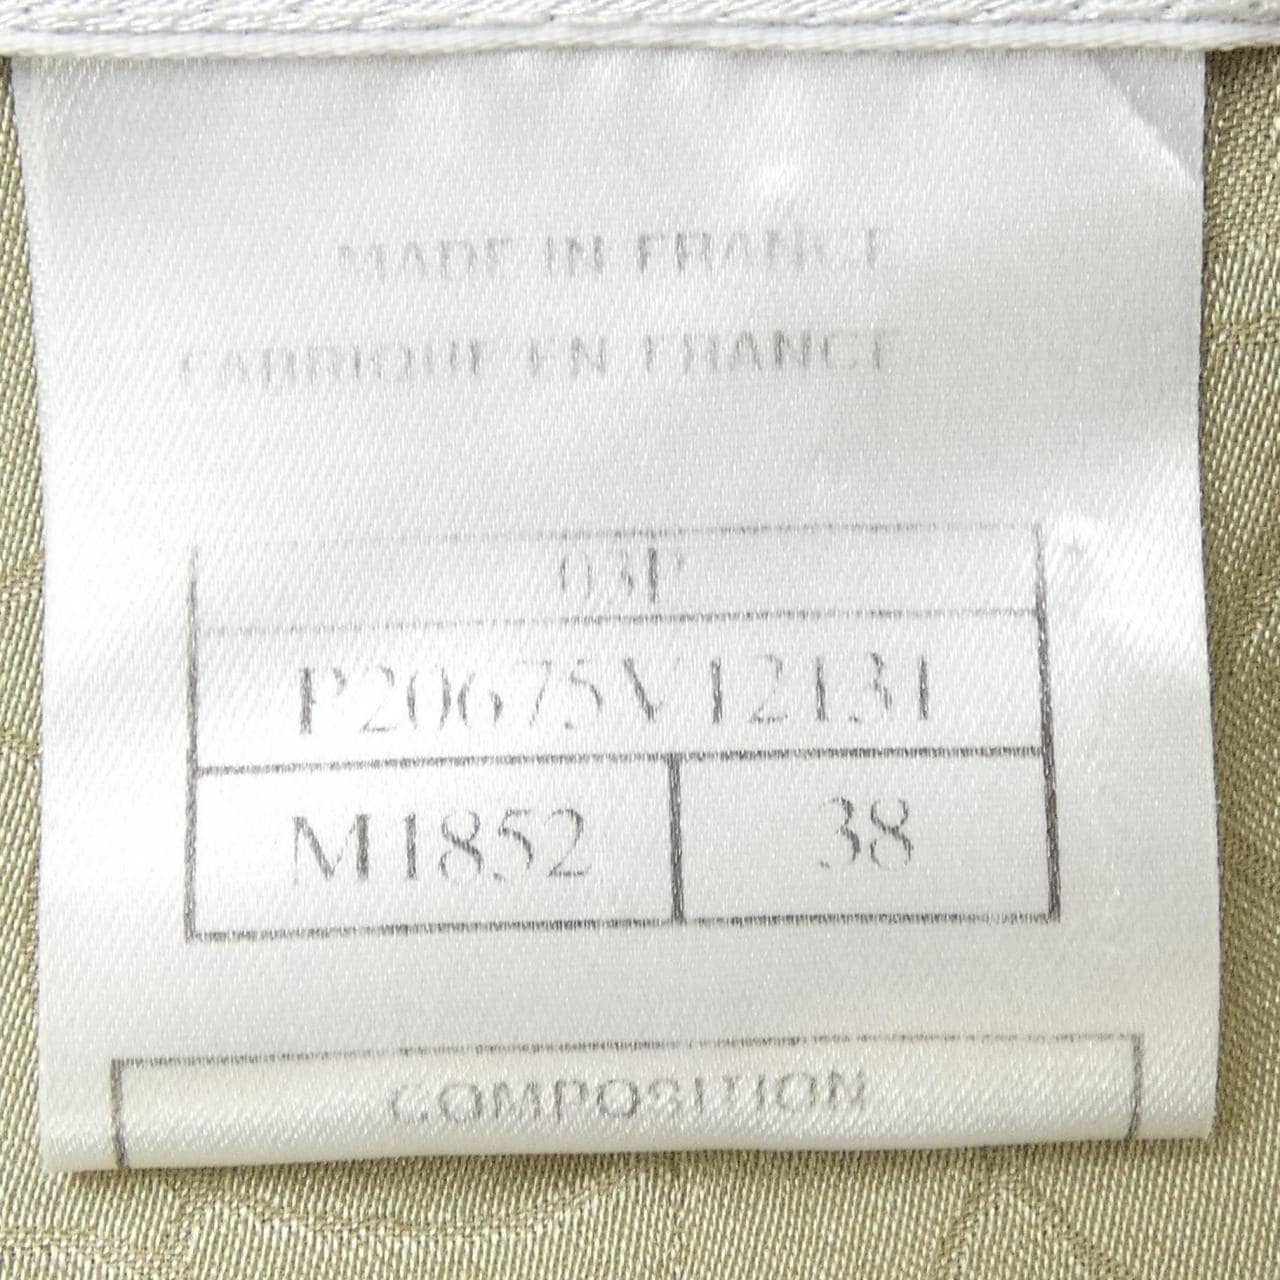 MADE IN FRANCE
FABRIQUE EN FRANCE
03P
P20675V12131
M1852 38
COMPOSITION